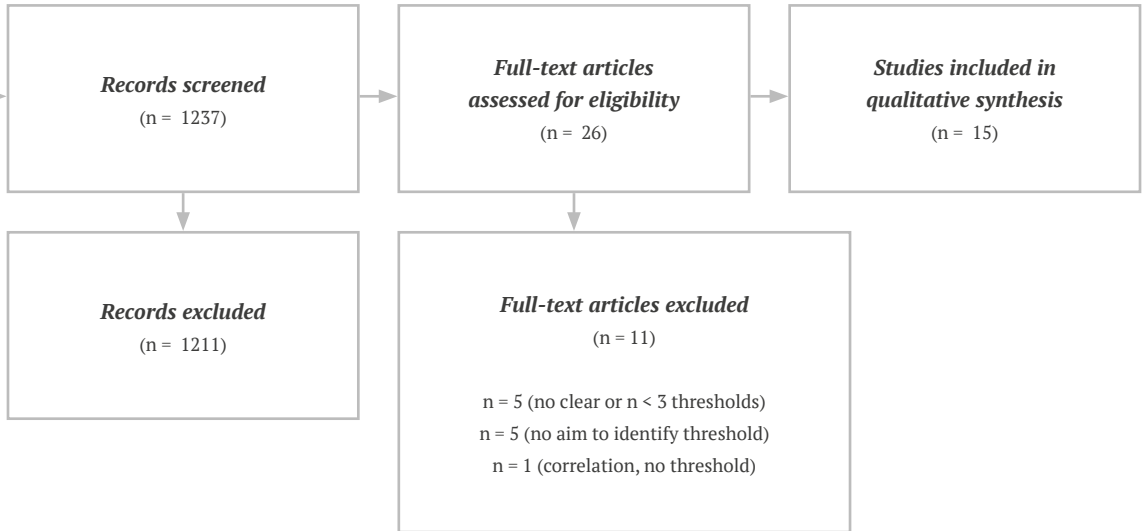 Records screened
(n = 1237)
Full-text articles
assessed for eligibility
(n = 26)
Studies included in
qualitative synthesis
(n = 15)
Records excluded
(n = 1211)
Full-text articles excluded
(n = 11)
n = 5 (no clear or n < 3 thresholds)
n = 5 (no aim to identify threshold)
n = 1 (correlation, no threshold)